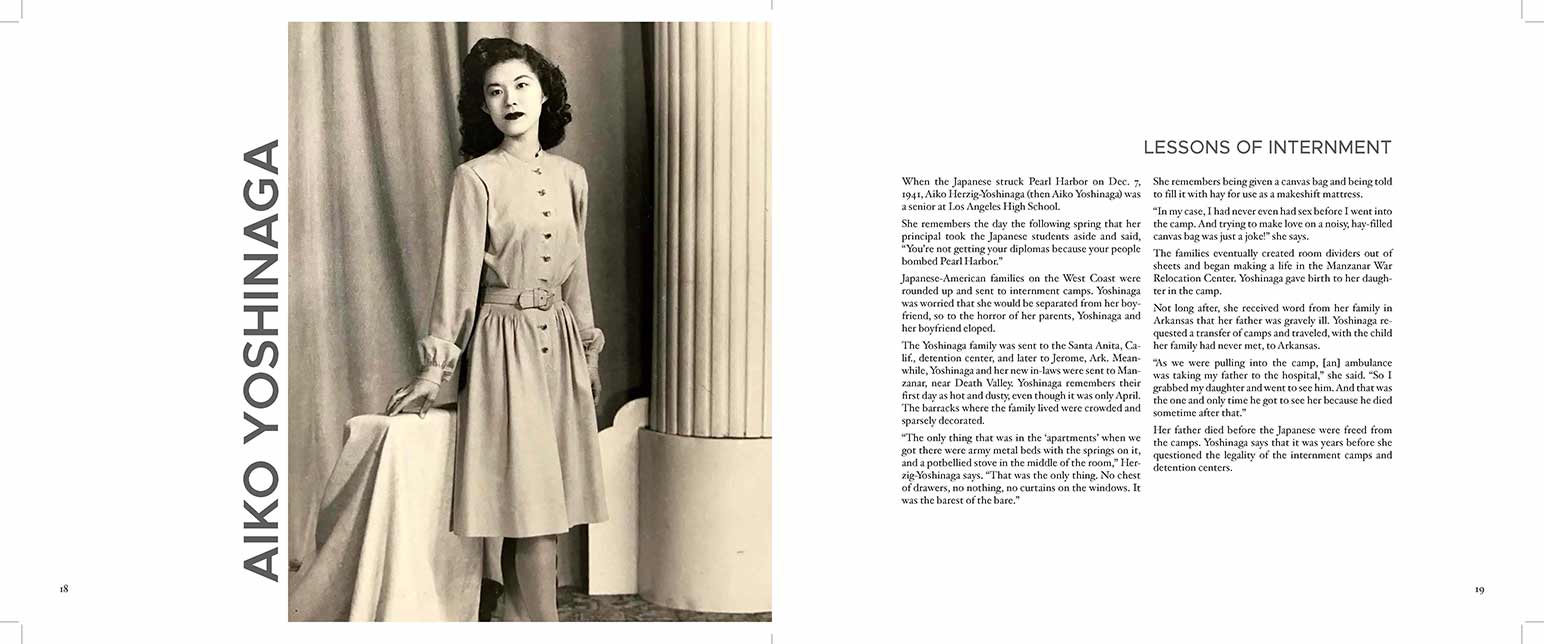 AIKO YOSHINAGA
18
LESSONS OF INTERNMENT
When the Japanese struck Pearl Harbor on Dec. 7,
1941, Aiko Herzig-Yoshinaga (then Aiko Yoshinaga) was
a senior at Los Angeles High School.
She remembers the day the following spring that her
principal took the Japanese students aside and said,
“You’re not getting your diplomas because your people
bombed Pearl Harbor.”
Japanese-American families on the West Coast were
rounded up and sent to internment camps. Yoshinaga
was worried that she would be separated from her boy-
friend, so to the horror of her parents, Yoshinaga and
her boyfriend eloped.
The Yoshinaga family was sent to the Santa Anita, Ca-
lif., detention center, and later to Jerome, Ark. Mean-
while, Yoshinaga and her new in-laws were sent to Man-
zanar, near Death Valley. Yoshinaga remembers their
first day as hot and dusty, even though it was only April.
The barracks where the family lived were crowded and
sparsely decorated.
“The only thing that was in the ‘apartments’ when we
got there were army metal beds with the springs on it,
and a potbellied stove in the middle of the room,” Her-
zig-Yoshinaga says. “That was the only thing. No chest
of drawers, no nothing, no curtains on the windows. It
was the barest of the bare.”
She remembers being given a canvas bag and being told
to fill it with hay for use as a makeshift mattress.
“In my case, I had never even had sex before I went into
the camp. And trying to make love on a noisy, hay-filled
canvas bag was just a joke!” she says.
The families eventually created room dividers out of
sheets and began making a life in the Manzanar War
Relocation Center. Yoshinaga gave birth to her daugh-
ter in the camp.
Not long after, she received word from her family in
Arkansas that her father was gravely ill. Yoshinaga re-
quested a transfer of camps and traveled, with the child
her family had never met, to Arkansas.
“As we were pulling into the camp, [an] ambulance
was taking my father to the hospital,” she said. “So I
grabbed my daughter and went to see him. And that was
the one and only time he got to see her because he died
sometime after that.”
Her father died before the Japanese were freed from
the camps. Yoshinaga says that it was years before she
questioned the legality of the internment camps and
detention centers.
19